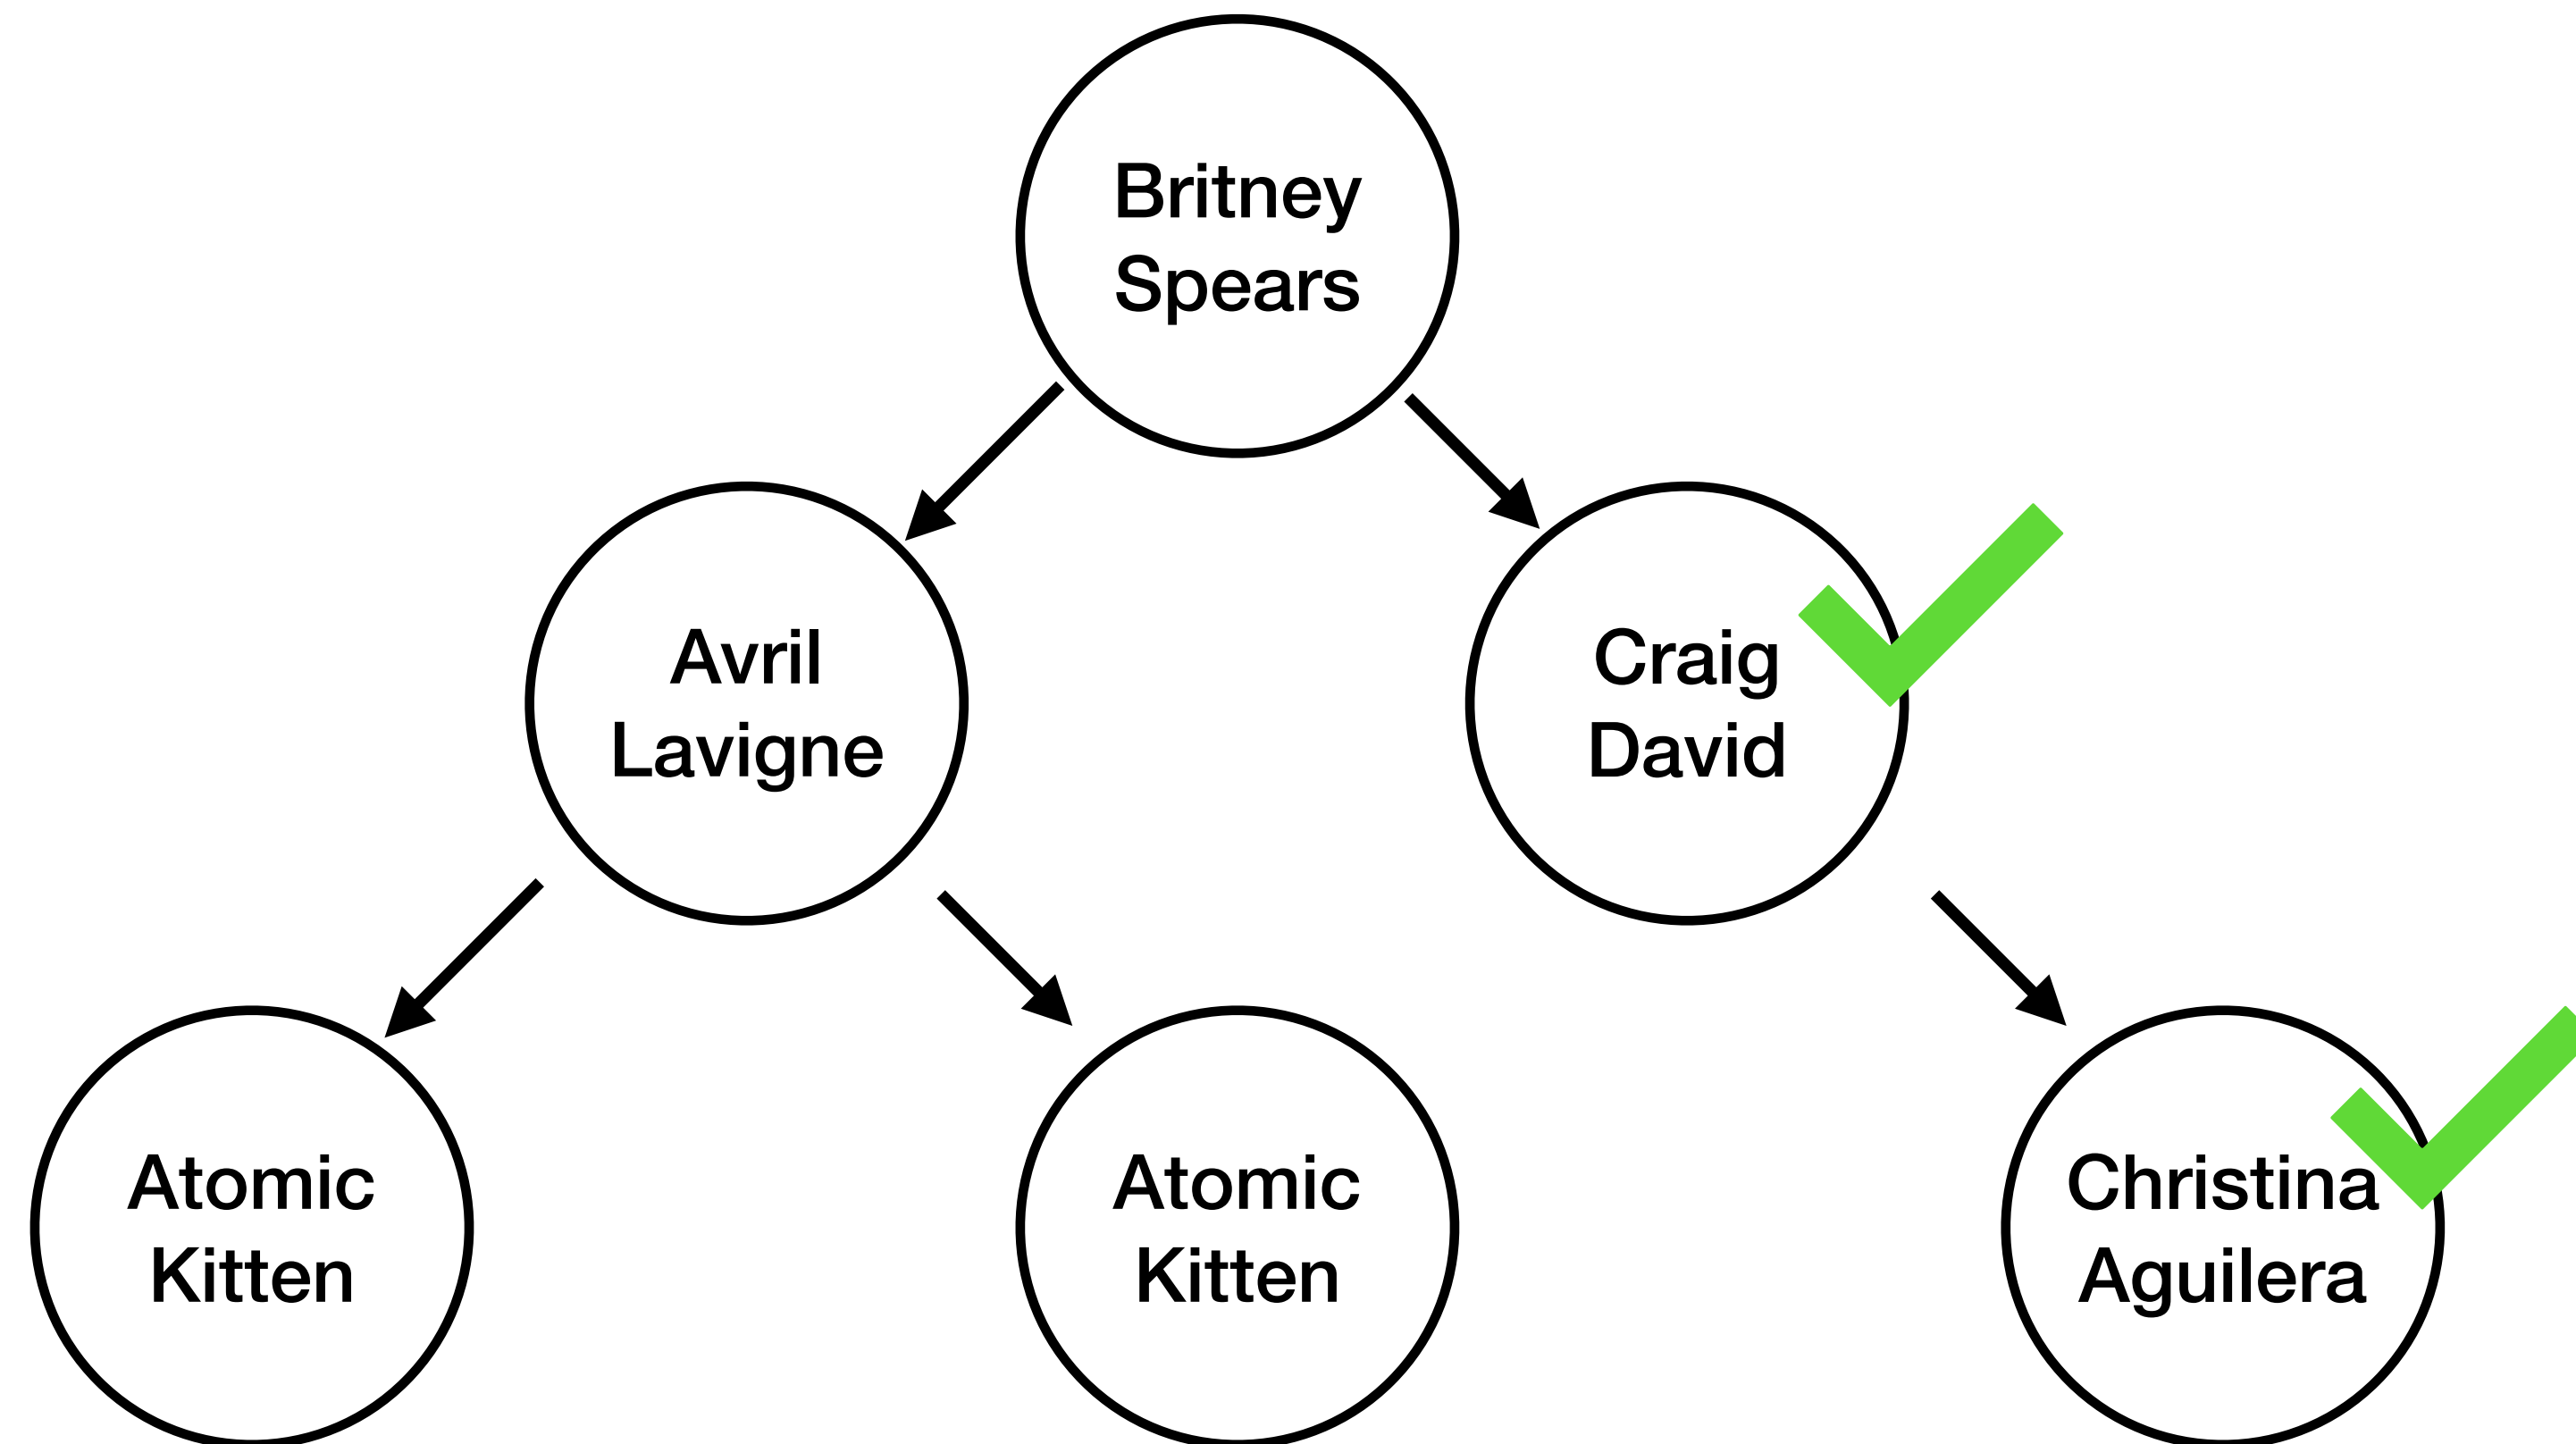 Britney
Spears
Avril
Lavigne
Craig
David
Atomic
Kitten
Atomic
Kitten
Christina
Aguilera